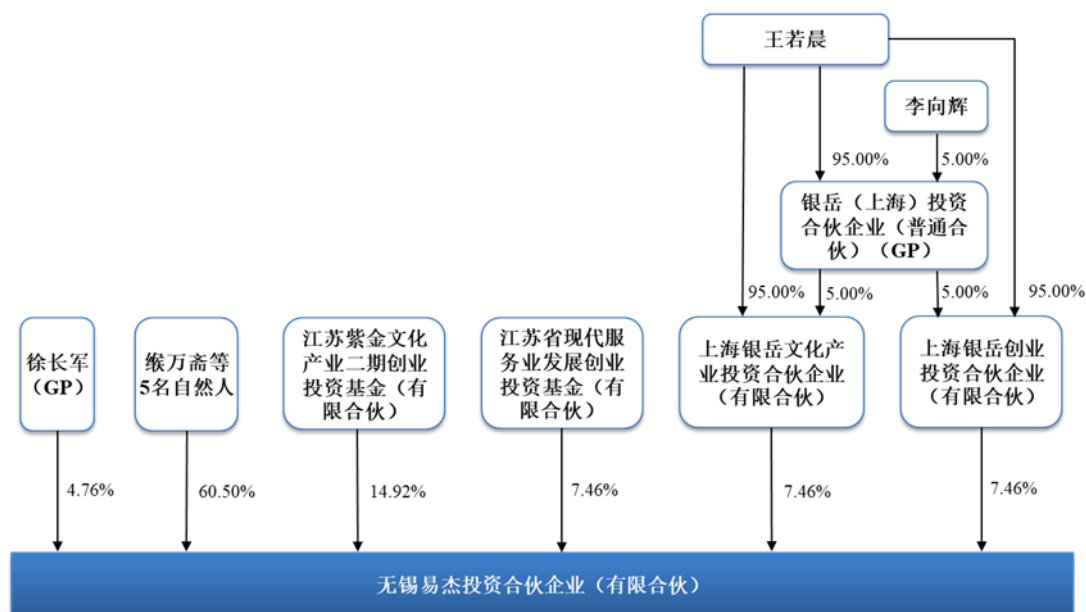 王若晨
李向辉
95.00%
5.00%
银岳（上海）投资
合伙企业（普通合
伙）（GP）
95.00%
5.00%
5.00%
95.00%
徐长军
（GP）
缑万斋等
5名自然人
江苏紫金文化
产业二期创业
投资基金（有
限合伙）
江苏省现代服
务业发展创业
投资基金（有
限合伙）
上海银岳文化产
业投资合伙企业
（有限合伙）
上海银岳创业
投资合伙企业
（有限合伙）
4.76%
60.50%
14.92%
7.46%
7.46%
7.46%
无锡易杰投资合伙企业（有限合伙）